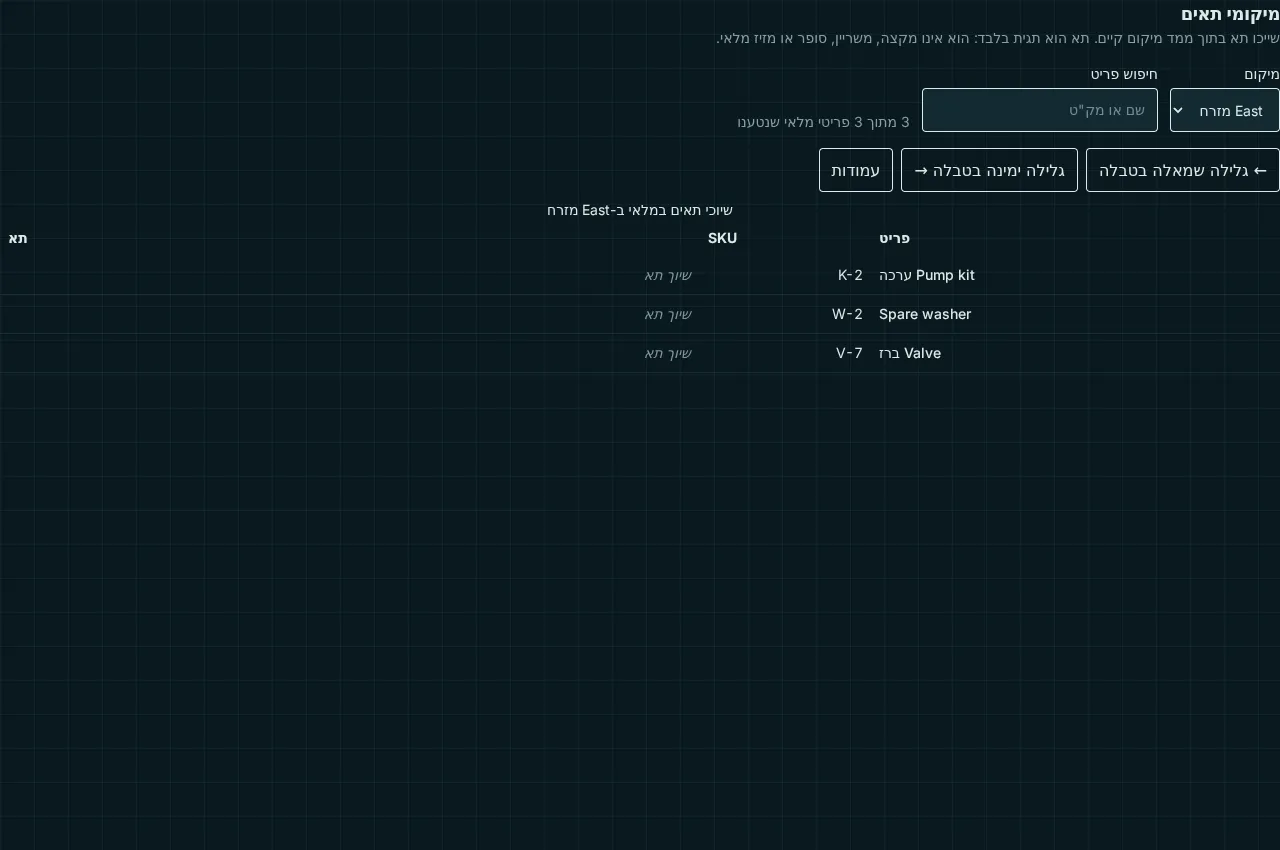 מיקומי תאים
שייכו תא בתוך ממד מיקום קיים. תא הוא תגית בלבד: הוא אינו מקצה, משריין, סופר או מזיז מלאי.
מיקום
East מזרח
חיפוש פריט
שם או מק"ט
3 מתוך 3 פריטי מלאי שנטענו
← גלילה שמאלה בטבלה
גלילה ימינה בטבלה →
עמודות
שיוכי תאים במלאי ב-East מזרח
פריט SKU תא
Pump kit ערכה K-2 שיוך תא
Spare washer W-2 שיוך תא
Valve ברז V-7 שיוך תא